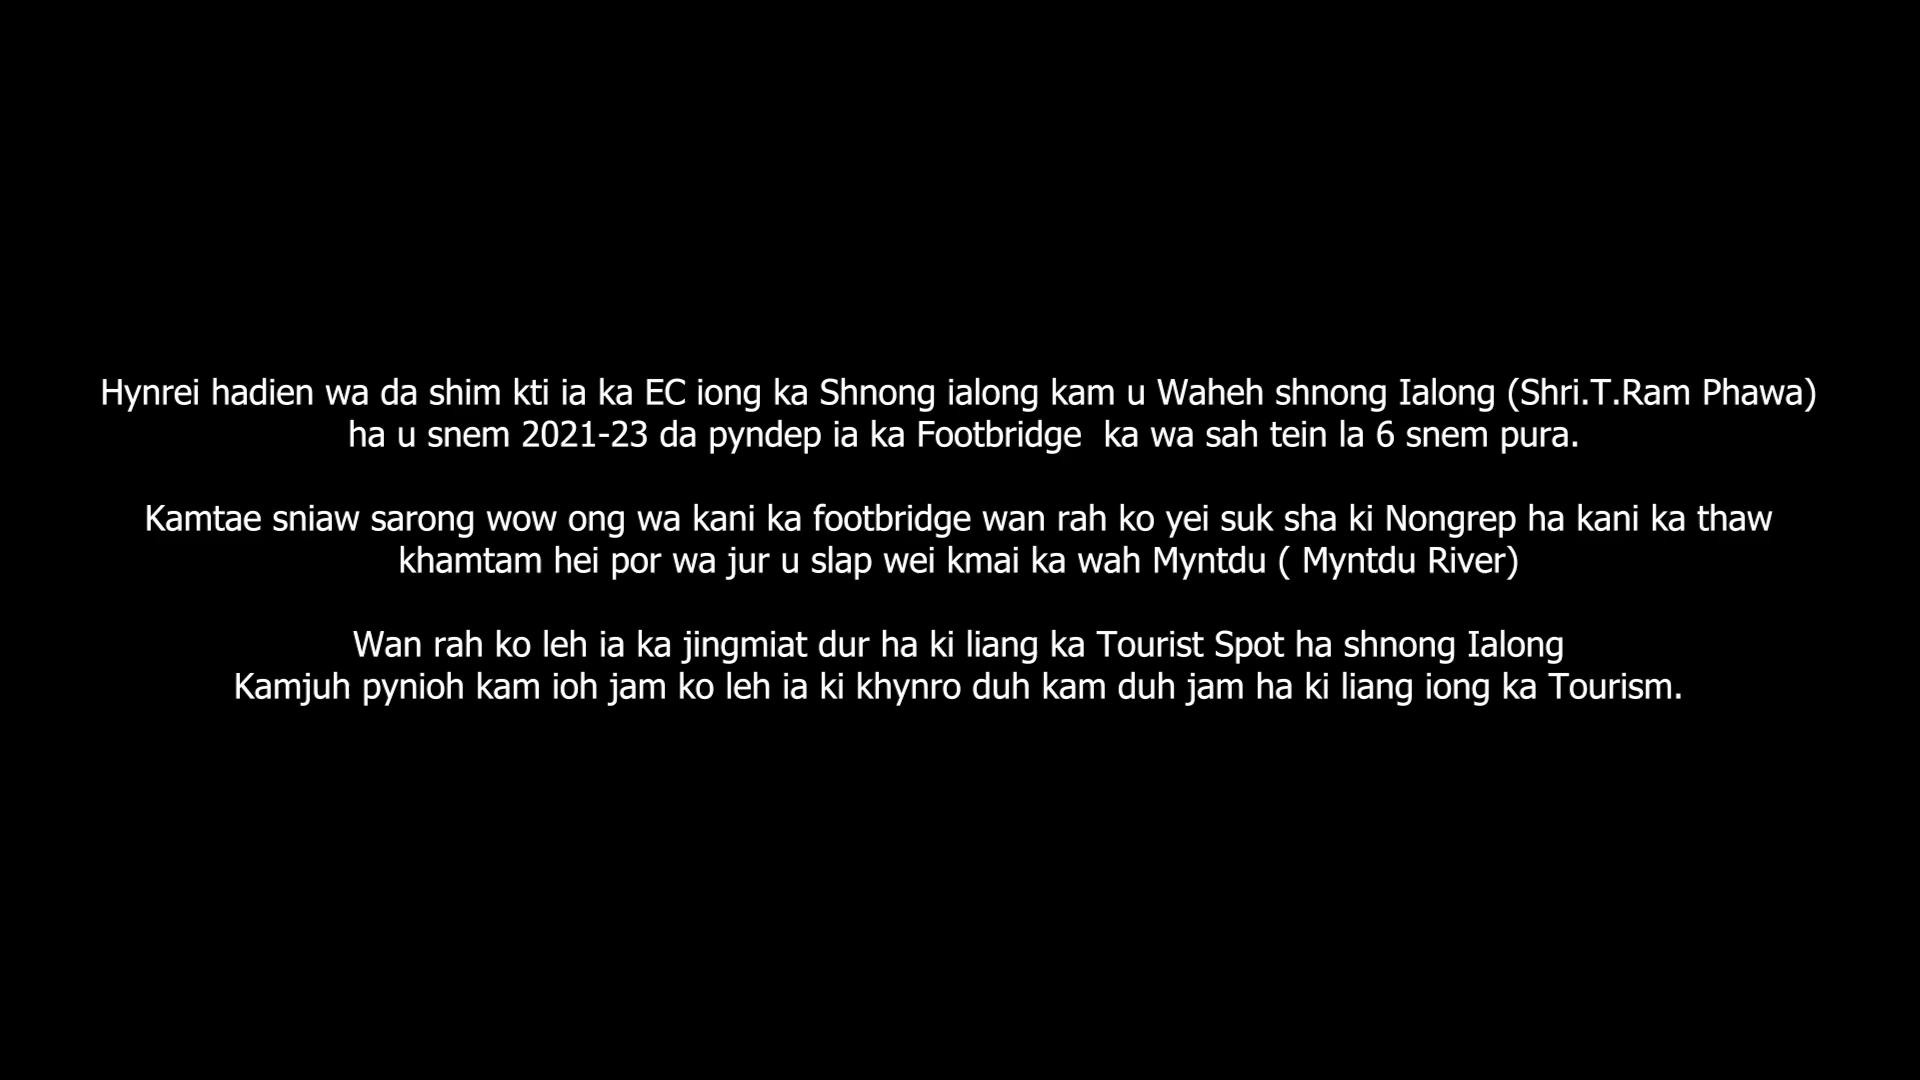 Hynrei hadien wa da shim kti ia ka EC iong ka Shnong ialong kam u Waheh shnong Ialong (Shri.T.Ram Phawa)
ha u snem 2021-23 da pyndep ia ka Footbridge  ka wa sah tein la 6 snem pura.
Kamtae sniaw sarong wow ong wa kani ka footbridge wan rah ko yei suk sha ki Nongrep ha kani ka thaw
khamtam hei por wa jur u slap wei kmai ka wah Myntdu ( Myntdu River)
Wan rah ko leh ia ka jingmiat dur ha ki liang ka Tourist Spot ha shnong Ialong
Kamjuh pynioh kam ioh jam ko leh ia ki khynro duh kam duh jam ha ki liang iong ka Tourism.